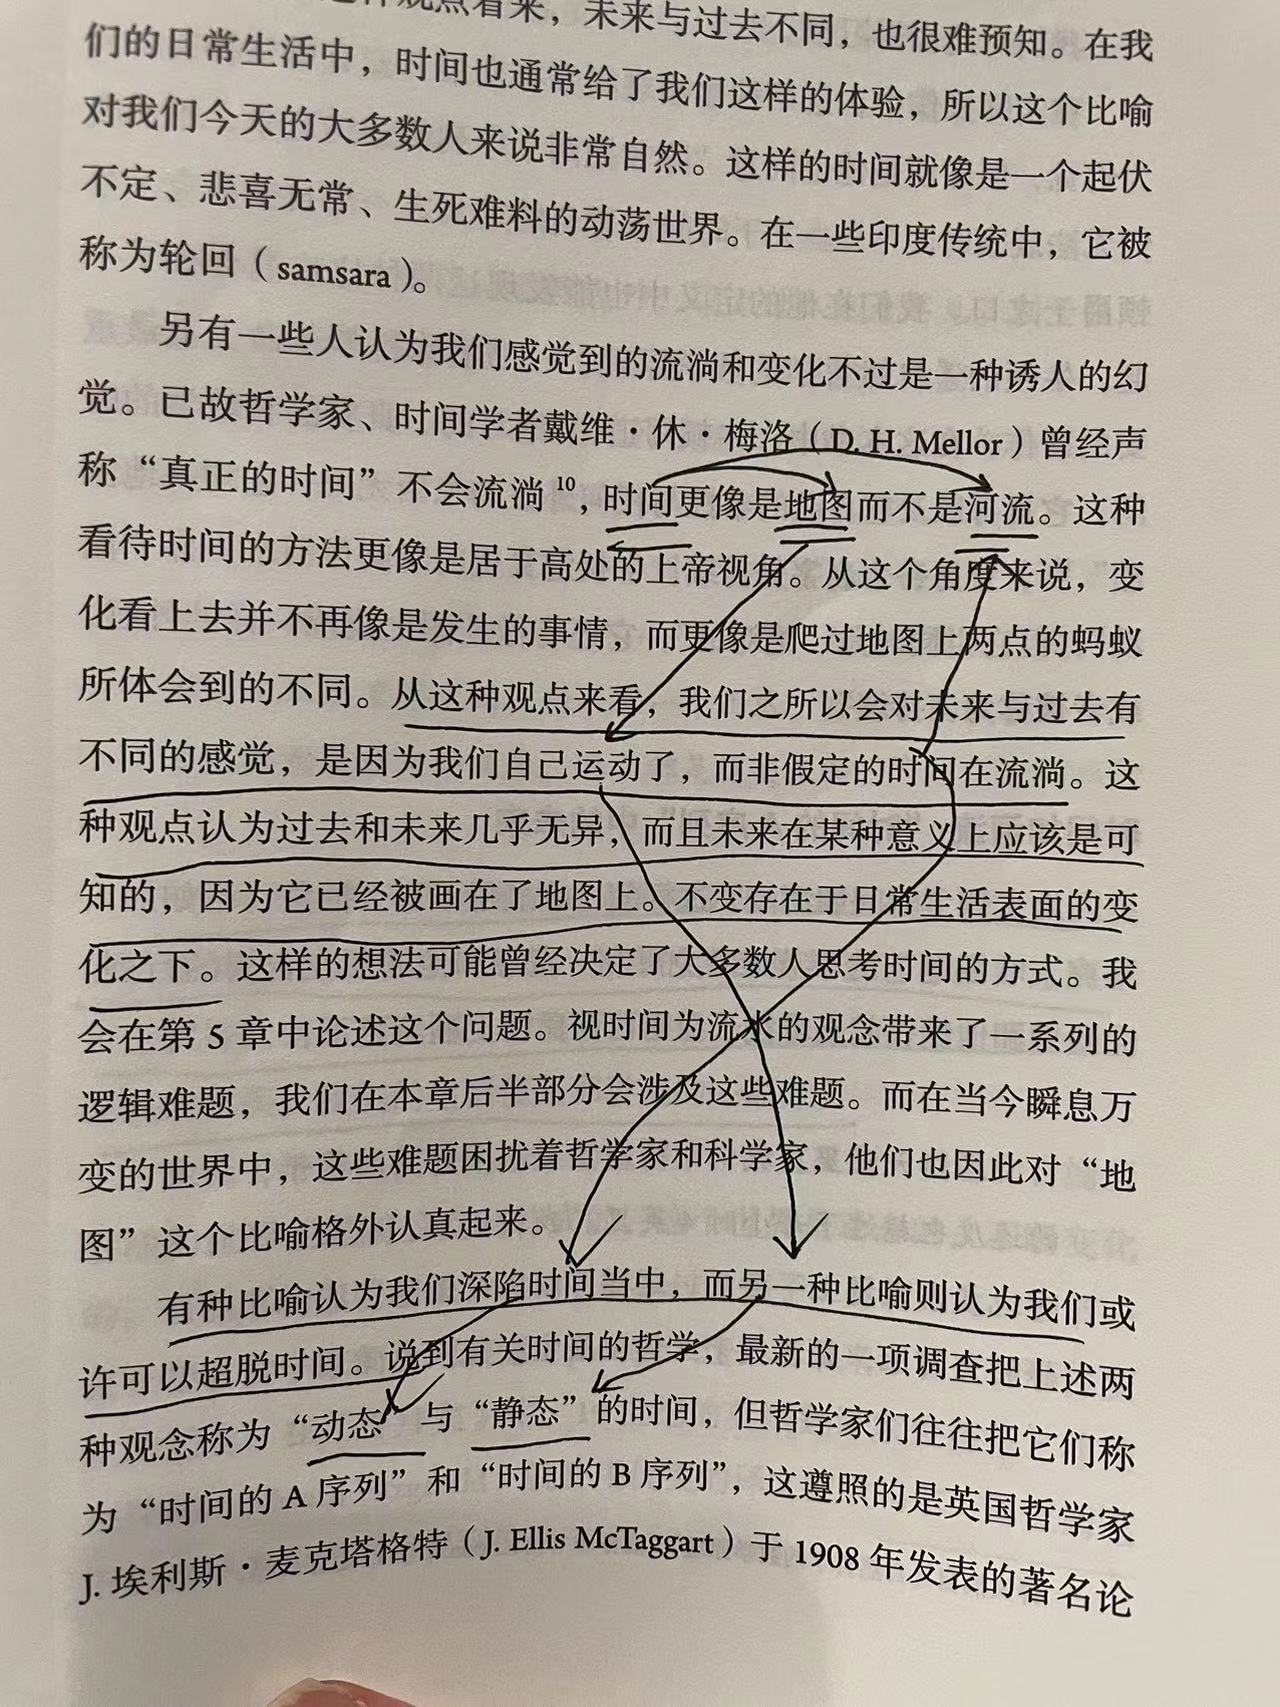 观点看来，未来与过去不同，也很难预知。在我
们的日常生活中，时间也通常给了我们这样的体验，所以这个比喻
对我们今天的大多数人来说非常自然。这样的时间就像是一个起伏
不定、悲喜无常、生死难料的动荡世界。在一些印度传统中，它被
称为轮回（samsara）。
另有一些人认为我们感觉到的流淌和变化不过是一种诱人的幻
觉。已故哲学家、时间学者戴维·休·梅洛（D. H. Mellor）曾经声
称“真正的时间”不会流淌10，时间更像是地图而不是河流。这种
看待时间的方法更像是居于高处的上帝视角。从这个角度来说，变
化看上去并不再像是发生的事情，而更像是爬过地图上两点的蚂蚁
所体会到的不同。从这种观点来看，我们之所以会对未来与过去有
不同的感觉，是因为我们自己运动了，而非假定的时间在流淌。这
种观点认为过去和未来几乎无异，而且未来在某种意义上应该是可
知的，因为它已经被画在了地图上。不变存在于日常生活表面的变
化之下。这样的想法可能曾经决定了大多数人思考时间的方式。我
会在第 5 章中论述这个问题。视时间为流水的观念带来了一系列的
逻辑难题，我们在本章后半部分会涉及这些难题。而在当今瞬息万
变的世界中，这些难题困扰着哲学家和科学家，他们也因此对“地
图”这个比喻格外认真起来。
有种比喻认为我们深陷时间当中，而另一种比喻则认为我们或
许可以超脱时间。说到有关时间的哲学，最新的一项调查把上述两
种观念称为“动态”与“静态”的时间，但哲学家们往往把它们称
为“时间的 A 序列”和“时间的 B 序列”，这遵照的是英国哲学家
J. 埃利斯·麦克塔格特（J. Ellis McTaggart）于 1908 年发表的著名论